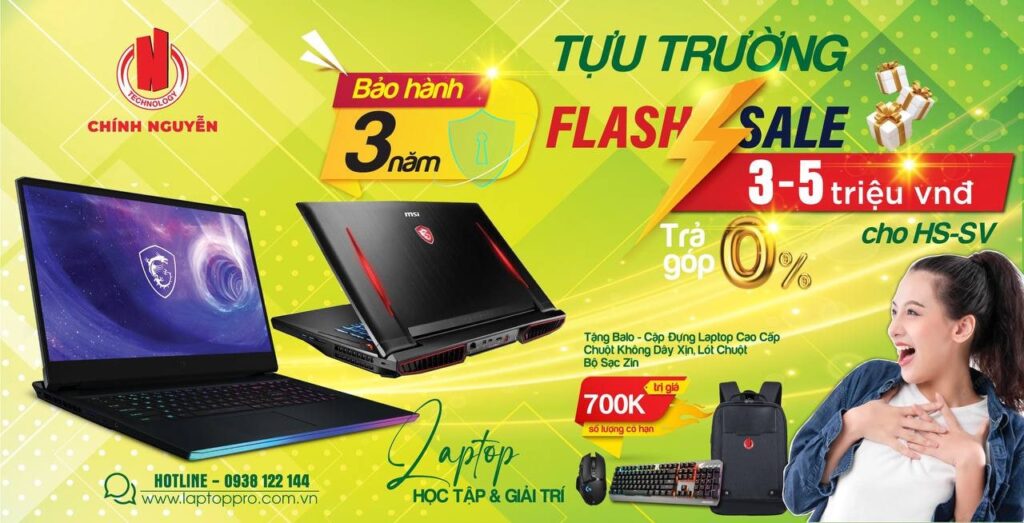 N
TECHNOLOGY
CHÍNH NGUYỄN
Bảo hành
3 năm
TỰU TRƯỜNG
FLASH SALE
3-5 triệu vnđ
cho HS-SV
Trả góp 0%
msi
Tặng Balo - Cặp Đựng Laptop Cao Cấp
Chuột Không Dây Xịn, Lót Chuột
Bộ Sạc Zin
trị giá
700K
số lượng có hạn
Laptop
HỌC TẬP & GIẢI TRÍ
HOTLINE - 0938 122 144
www.laptoppro.com.vn